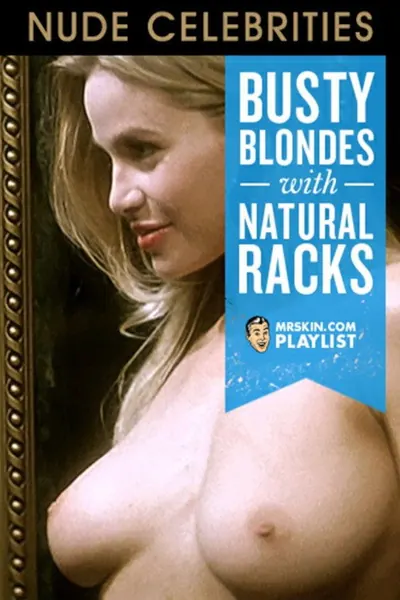 NUDE CELEBRITIES
BUSTY
BLONDES
with
NATURAL
RACKS
MRSKIN.COM
PLAYLIST